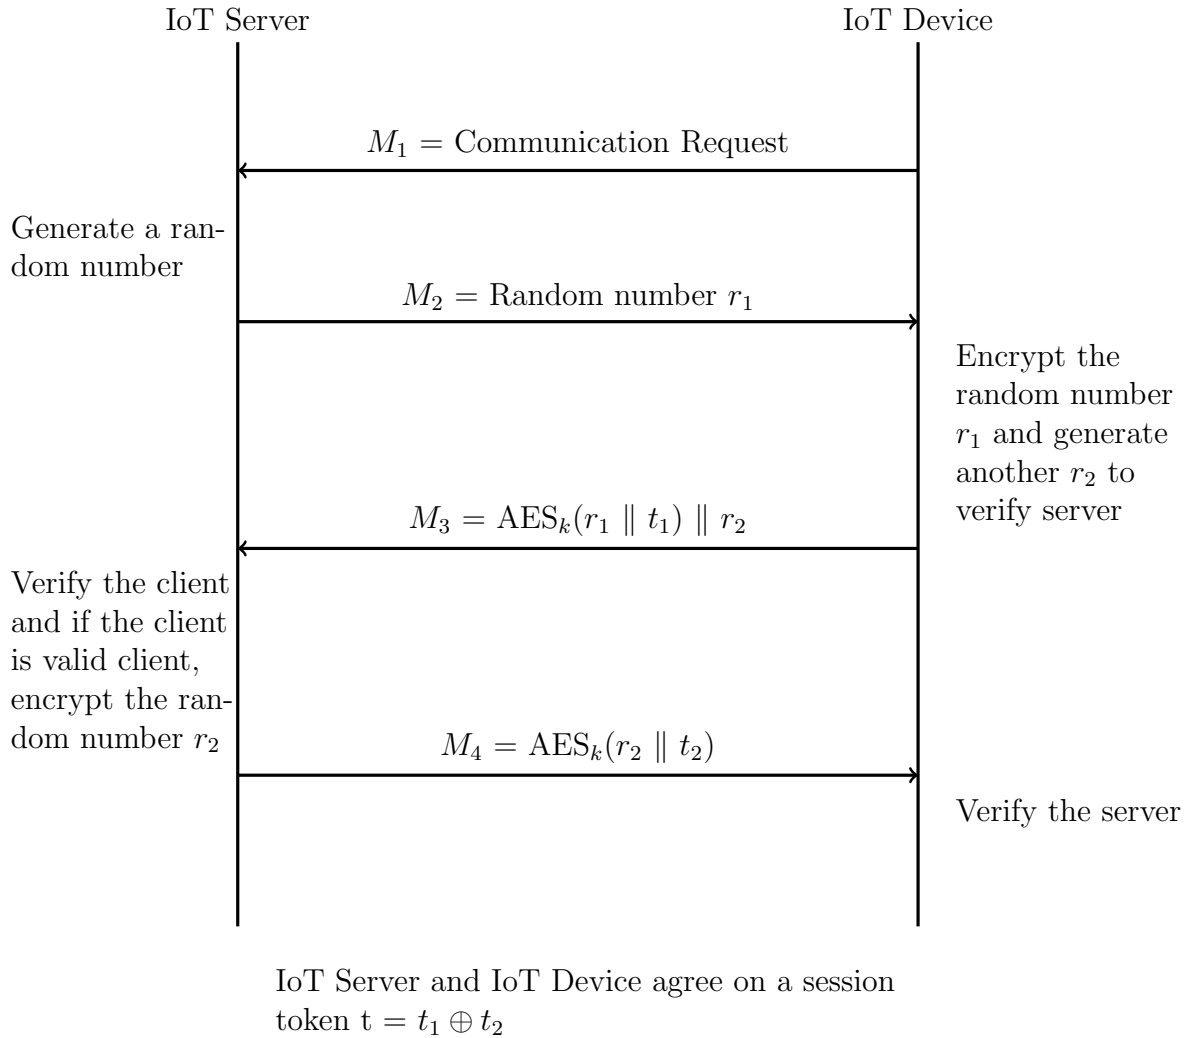 IoT Server
IoT Device
M₁ = Communication Request
Generate a ran-
dom number
M₂ = Random number r₁
Encrypt the
random number
r₁ and generate
another r₂ to
verify server
M₃ = AESₖ(r₁ ∥ t₁) ∥ r₂
Verify the client
and if the client
is valid client,
encrypt the ran-
dom number r₂
M₄ = AESₖ(r₂ ∥ t₂)
Verify the server
IoT Server and IoT Device agree on a session
token t = t₁ ⊕ t₂